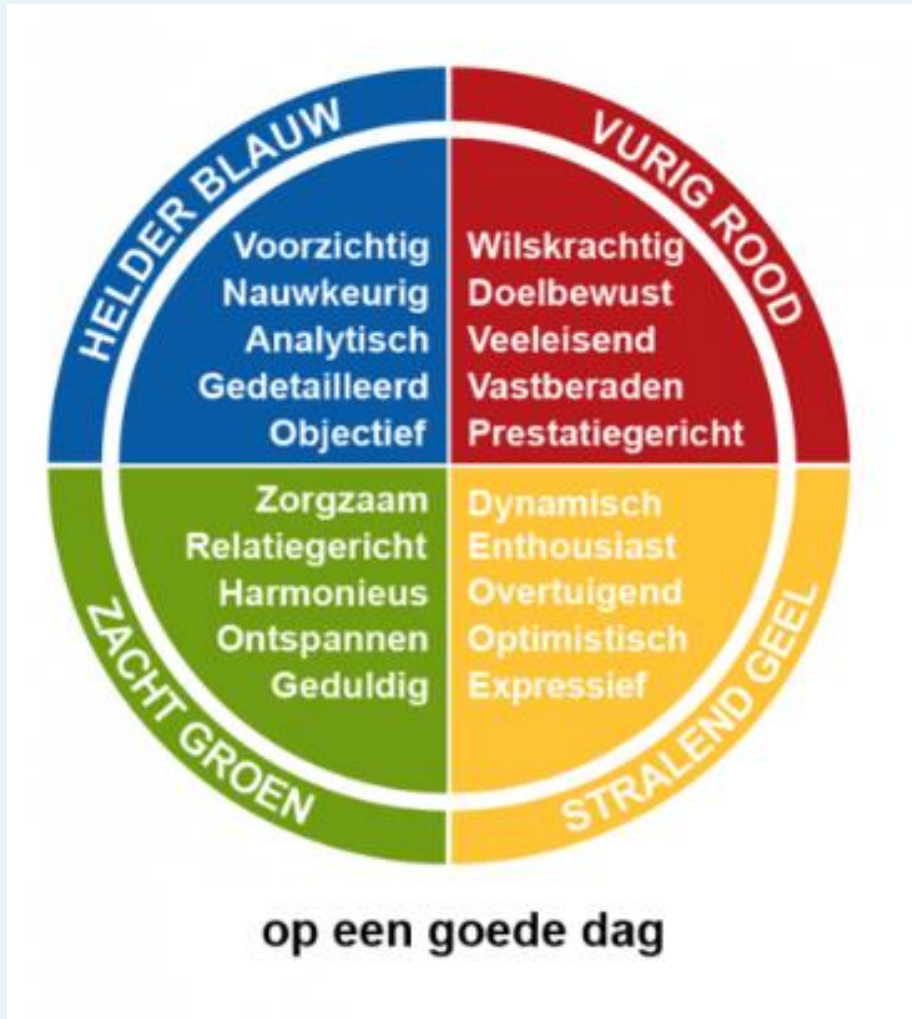 HELDER BLAUW
Voorzichtig
Nauwkeurig
Analytisch
Gedetailleerd
Objectief
VURIG ROOD
Wilskrachtig
Doelbewust
Veeleisend
Vastberaden
Prestatiegericht
ZACHT GROEN
Zorgzaam
Relatiegericht
Harmonieus
Ontspannen
Geduldig
STRALEND GEEL
Dynamisch
Enthousiast
Overtuigend
Optimistisch
Expressief
op een goede dag